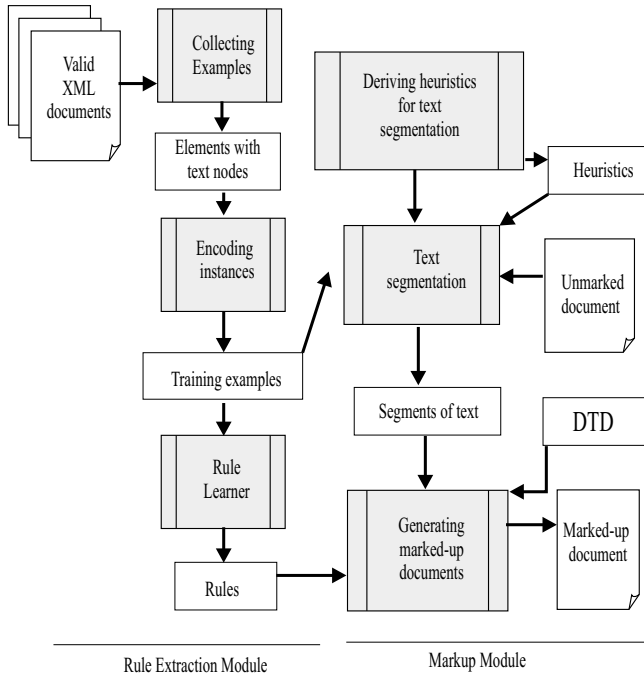 Valid
XML
documents
Collecting
Examples
Elements with
text nodes
Encoding
instances
Training examples
Rule
Learner
Rules
Rule Extraction Module
Deriving heuristics
for text
segmentation
Heuristics
Text
segmentation
Unmarked
document
Segments of text
DTD
Generating
marked-up
documents
Marked-up
document
Markup Module